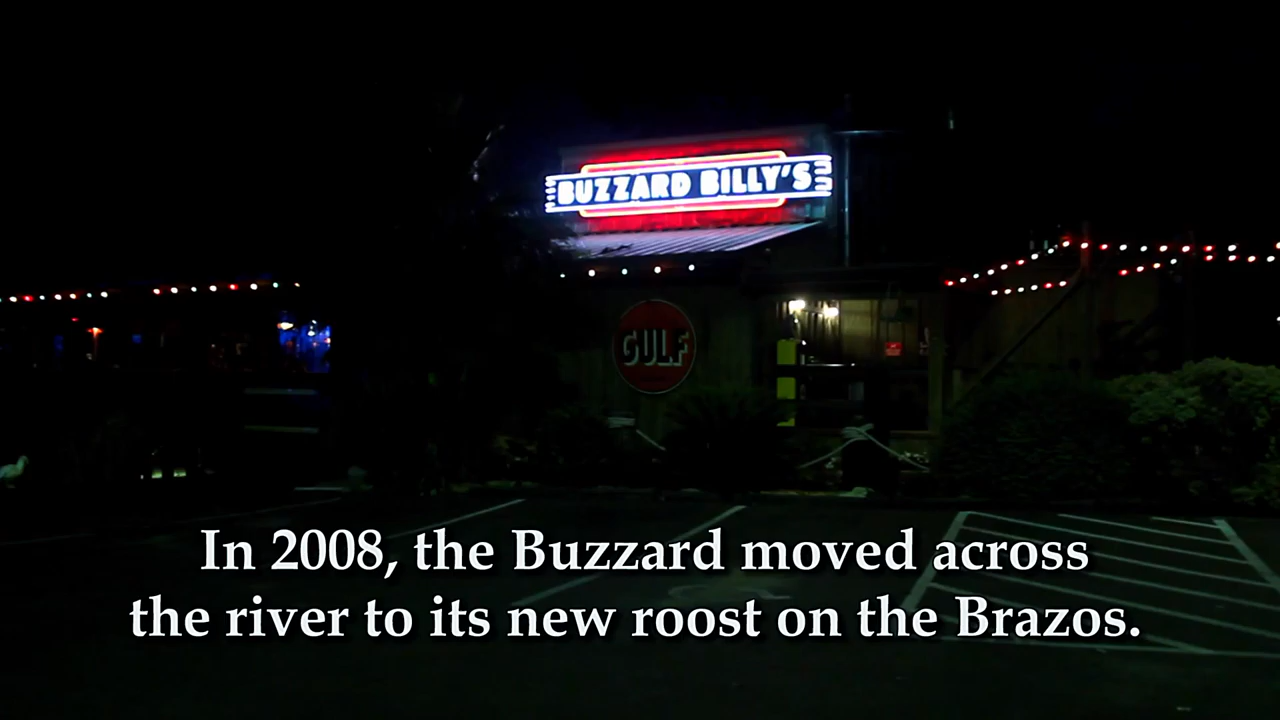 BUZZARD BILLY'S
GULF
In 2008, the Buzzard moved across
the river to its new roost on the Brazos.